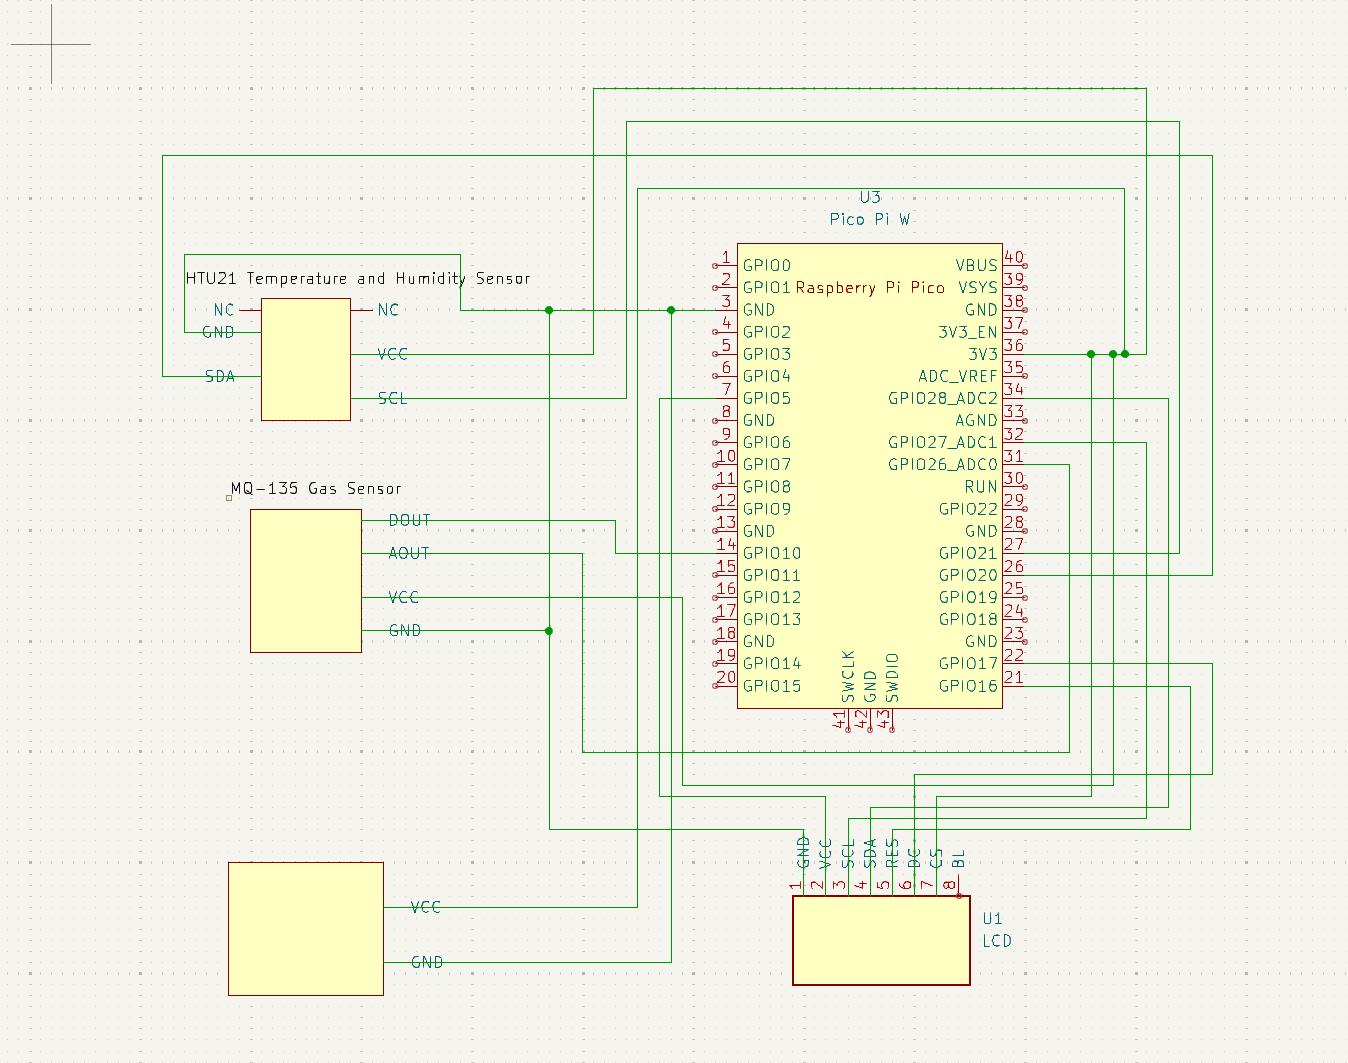 U3
Pico Pi W
HTU21 Temperature and Humidity Sensor
NC
NC
GND
VCC
SDA
SCL
MQ-135 Gas Sensor
DOUT
AOUT
VCC
GND
VCC
GND
Raspberry Pi Pico
1 GPIO0
2 GPIO1
3 GND
4 GPIO2
5 GPIO3
6 GPIO4
7 GPIO5
8 GND
9 GPIO6
10 GPIO7
11 GPIO8
12 GPIO9
13 GND
14 GPIO10
15 GPIO11
16 GPIO12
17 GPIO13
18 GND
19 GPIO14
20 GPIO15
VBUS 40
VSYS 39
GND 38
3V3_EN 37
3V3 36
ADC_VREF 35
GPIO28_ADC2 34
AGND 33
GPIO27_ADC1 32
GPIO26_ADC0 31
RUN 30
GPIO22 29
GND 28
GPIO21 27
GPIO20 26
GPIO19 25
GPIO18 24
GND 23
GPIO17 22
GPIO16 21
SWCLK 41
GND 42
SWDIO 43
GND 1
VCC 2
SCL 3
SDA 4
RES 5
DC 6
CS 7
BL 8
U1
LCD